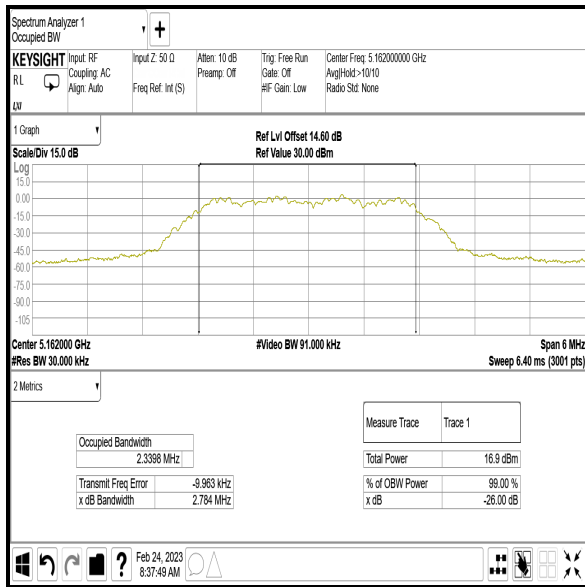 Spectrum Analyzer 1
Occupied BW
KEYSIGHT
R L
LXI
Input: RF
Coupling: AC
Align: Auto
Input Z: 50 Ω
Freq Ref: Int (S)
Atten: 10 dB
Preamp: Off
Trig: Free Run
Gate: Off
#IF Gain: Low
Center Freq: 5.162000000 GHz
Avg|Hold:>10/10
Radio Std: None
1 Graph
Scale/Div 15.0 dB
Ref Lvl Offset 14.60 dB
Ref Value 30.00 dBm
Log
15.0
0.00
-15.0
-30.0
-45.0
-60.0
-75.0
-90.0
-105
Center 5.162000 GHz
#Video BW 91.000 kHz
Span 6 MHz
#Res BW 30.000 kHz
Sweep 6.40 ms (3001 pts)
2 Metrics
Occupied Bandwidth
2.3398 MHz
Transmit Freq Error -9.963 kHz
x dB Bandwidth 2.784 MHz
Measure Trace Trace 1
Total Power 16.9 dBm
% of OBW Power 99.00 %
x dB -26.00 dB
?
Feb 24, 2023
8:37:49 AM